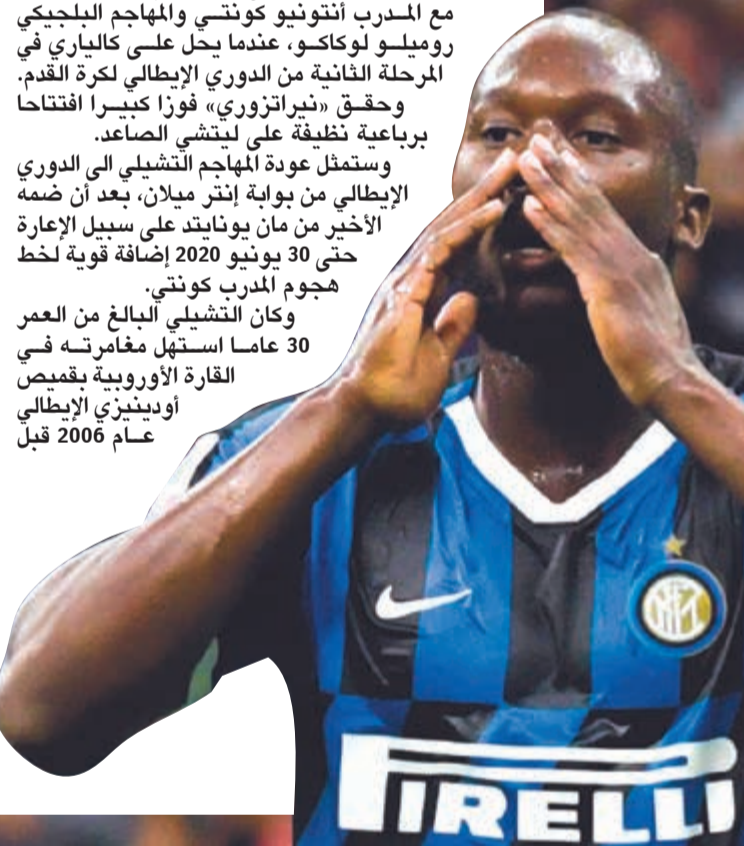 مع المدرب أنتونيو كونتي والمهاجم البلجيكي
روميلو لوكاكو، عندما يحل على كالياري في
المرحلة الثانية من الدوري الإيطالي لكرة القدم.
وحقق «نيراتزوري» فوزا كبيرا افتتاحا
برباعية نظيفة على ليتشي الصاعد.
وستمثل عودة المهاجم التشيلي الى الدوري
الإيطالي من بوابة إنتر ميلان، بعد أن ضمه
الأخير من مان يونايتد على سبيل الإعارة
حتى 30 يونيو 2020 إضافة قوية لخط
هجوم المدرب كونتي.
وكان التشيلي البالغ من العمر
30 عاما استهل مغامرته في
القارة الأوروبية بقميص
أودينيزي الإيطالي
عام 2006 قبل
PIRELLI